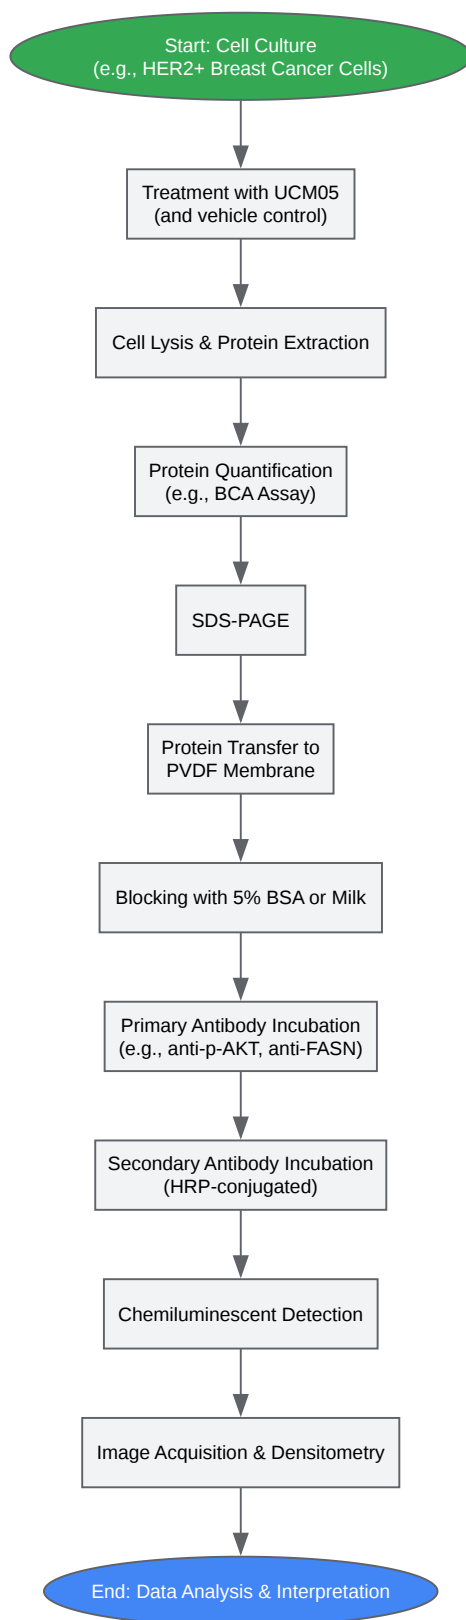 Start: Cell Culture
(e.g., HER2+ Breast Cancer Cells)
Treatment with UCM05
(and vehicle control)
Cell Lysis & Protein Extraction
Protein Quantification
(e.g., BCA Assay)
SDS-PAGE
Protein Transfer to
PVDF Membrane
Blocking with 5% BSA or Milk
Primary Antibody Incubation
(e.g., anti-p-AKT, anti-FASN)
Secondary Antibody Incubation
(HRP-conjugated)
Chemiluminescent Detection
Image Acquisition & Densitometry
End: Data Analysis & Interpretation